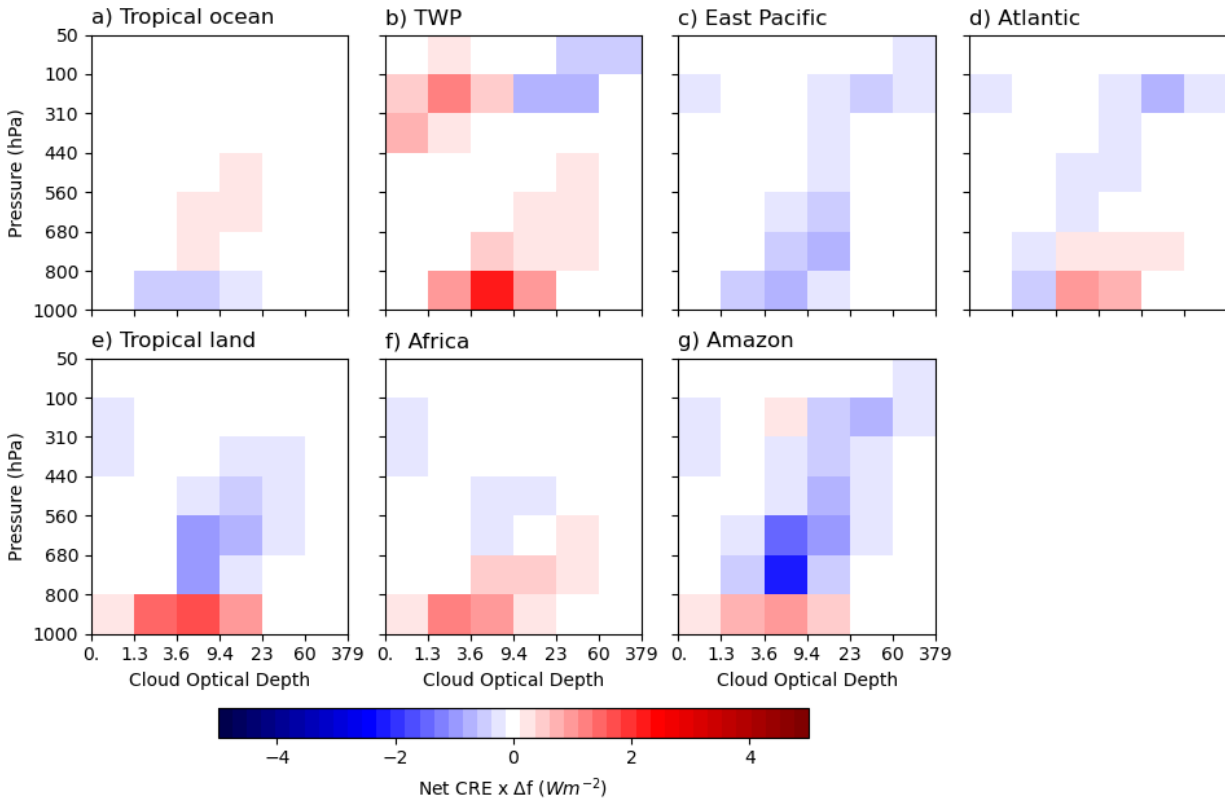 a) Tropical ocean
b) TWP
c) East Pacific
d) Atlantic
Pressure (hPa)
50
100
310
440
560
680
800
1000
e) Tropical land
f) Africa
g) Amazon
Pressure (hPa)
50
100
310
440
560
680
800
1000
0. 1.3 3.6 9.4 23 60 379
0. 1.3 3.6 9.4 23 60 379
0. 1.3 3.6 9.4 23 60 379
Cloud Optical Depth
Cloud Optical Depth
Cloud Optical Depth
−4 −2 0 2 4
Net CRE x Δf (Wm⁻²)